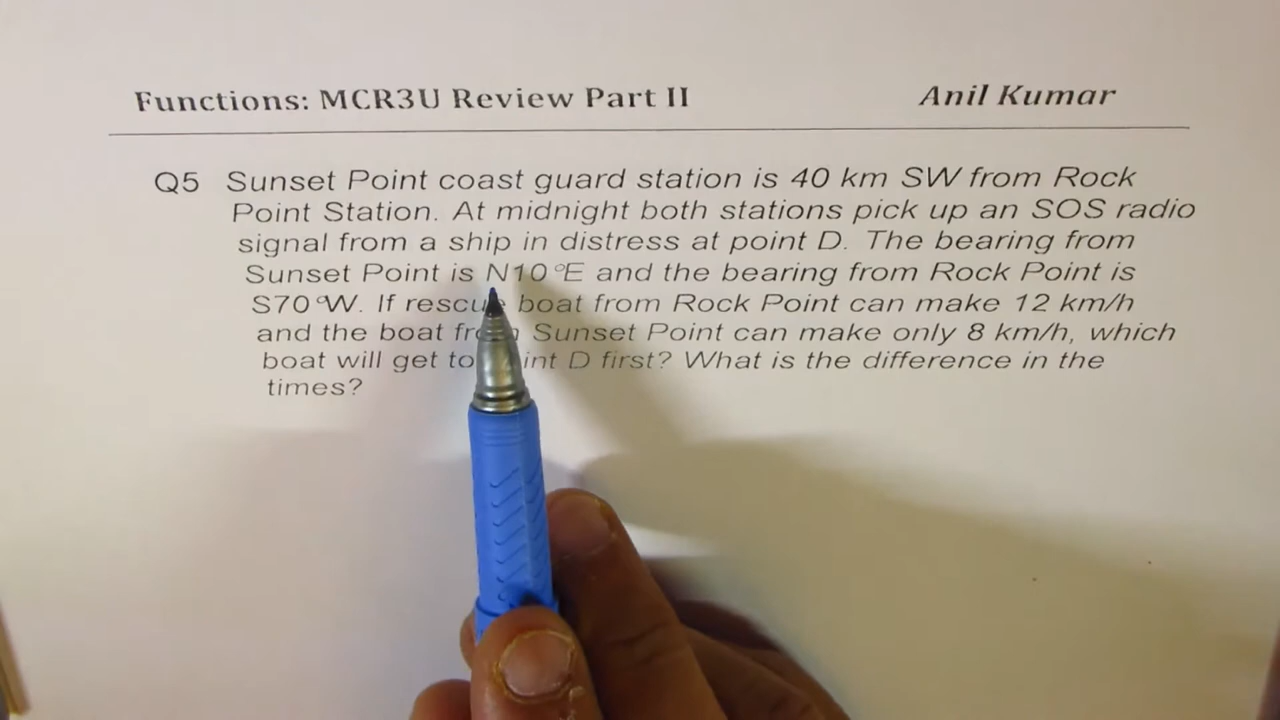 Functions: MCR3U Review Part II Anil Kumar
Q5 Sunset Point coast guard station is 40 km SW from Rock
Point Station. At midnight both stations pick up an SOS radio
signal from a ship in distress at point D. The bearing from
Sunset Point is N10°E and the bearing from Rock Point is
S70°W. If rescue boat from Rock Point can make 12 km/h
and the boat from Sunset Point can make only 8 km/h, which
boat will get to point D first? What is the difference in the
times?